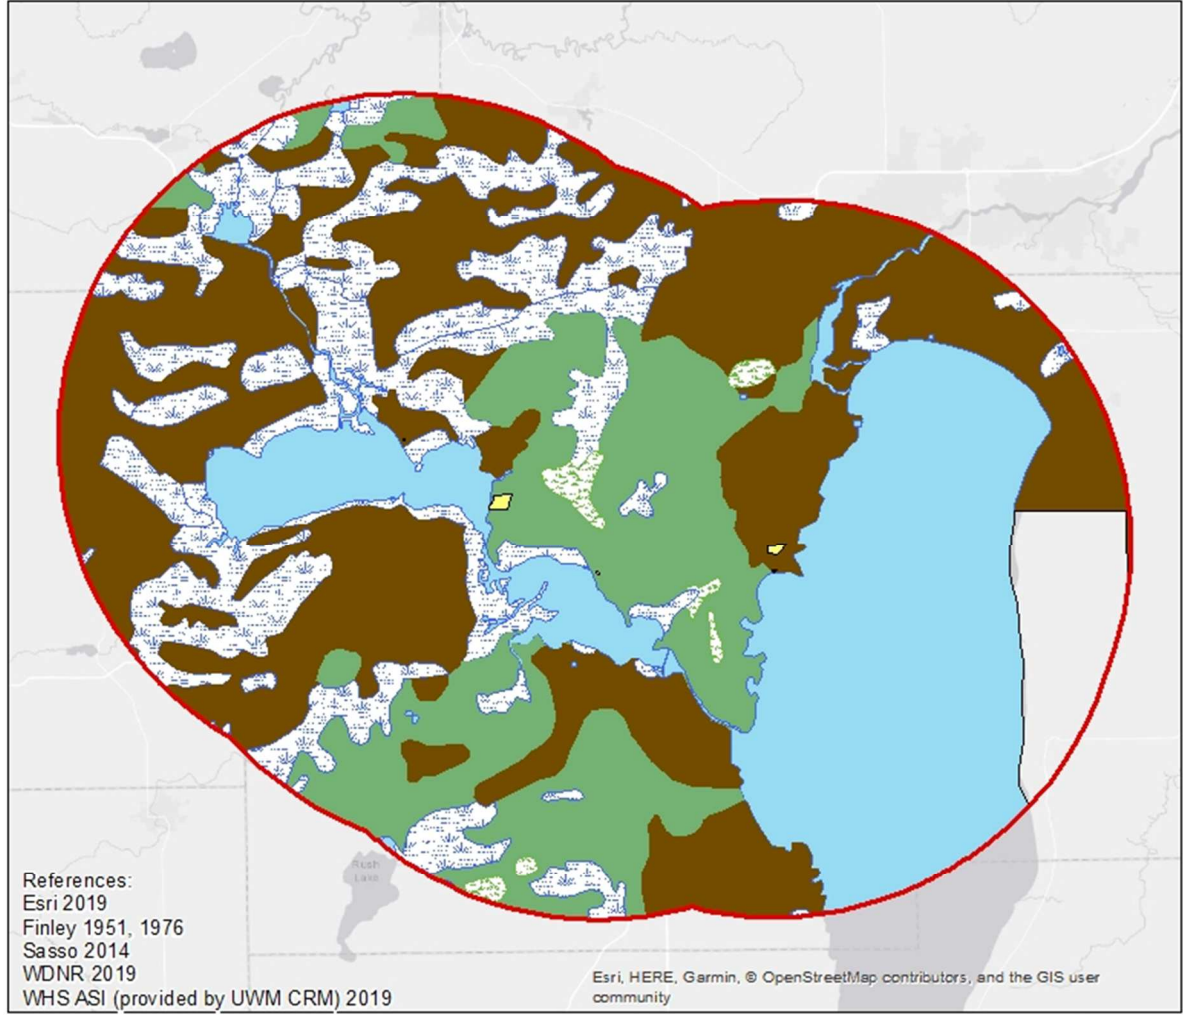 Rush
Lake
References:
Esri 2019
Finley 1951, 1976
Sasso 2014
WDNR 2019
WHS ASI (provided by UWM CRM) 2019
Esri, HERE, Garmin, © OpenStreetMap contributors, and the GIS user
community